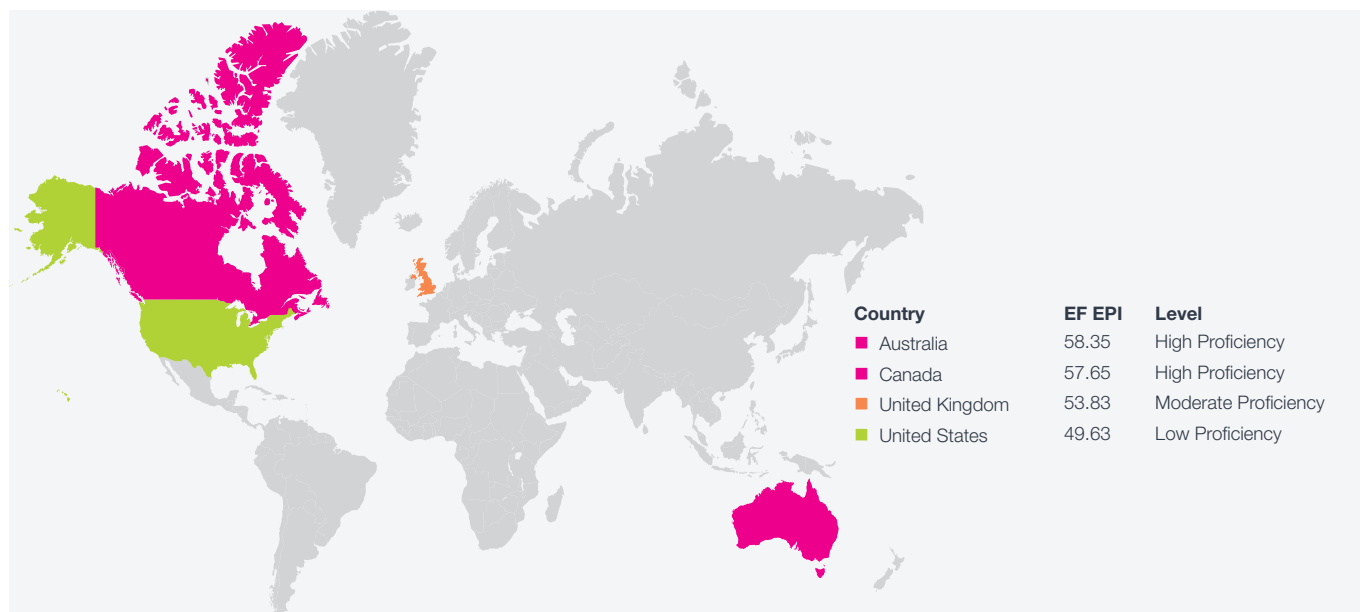 Country EF EPI Level
Australia 58.35 High Proficiency
Canada 57.65 High Proficiency
United Kingdom 53.83 Moderate Proficiency
United States 49.63 Low Proficiency